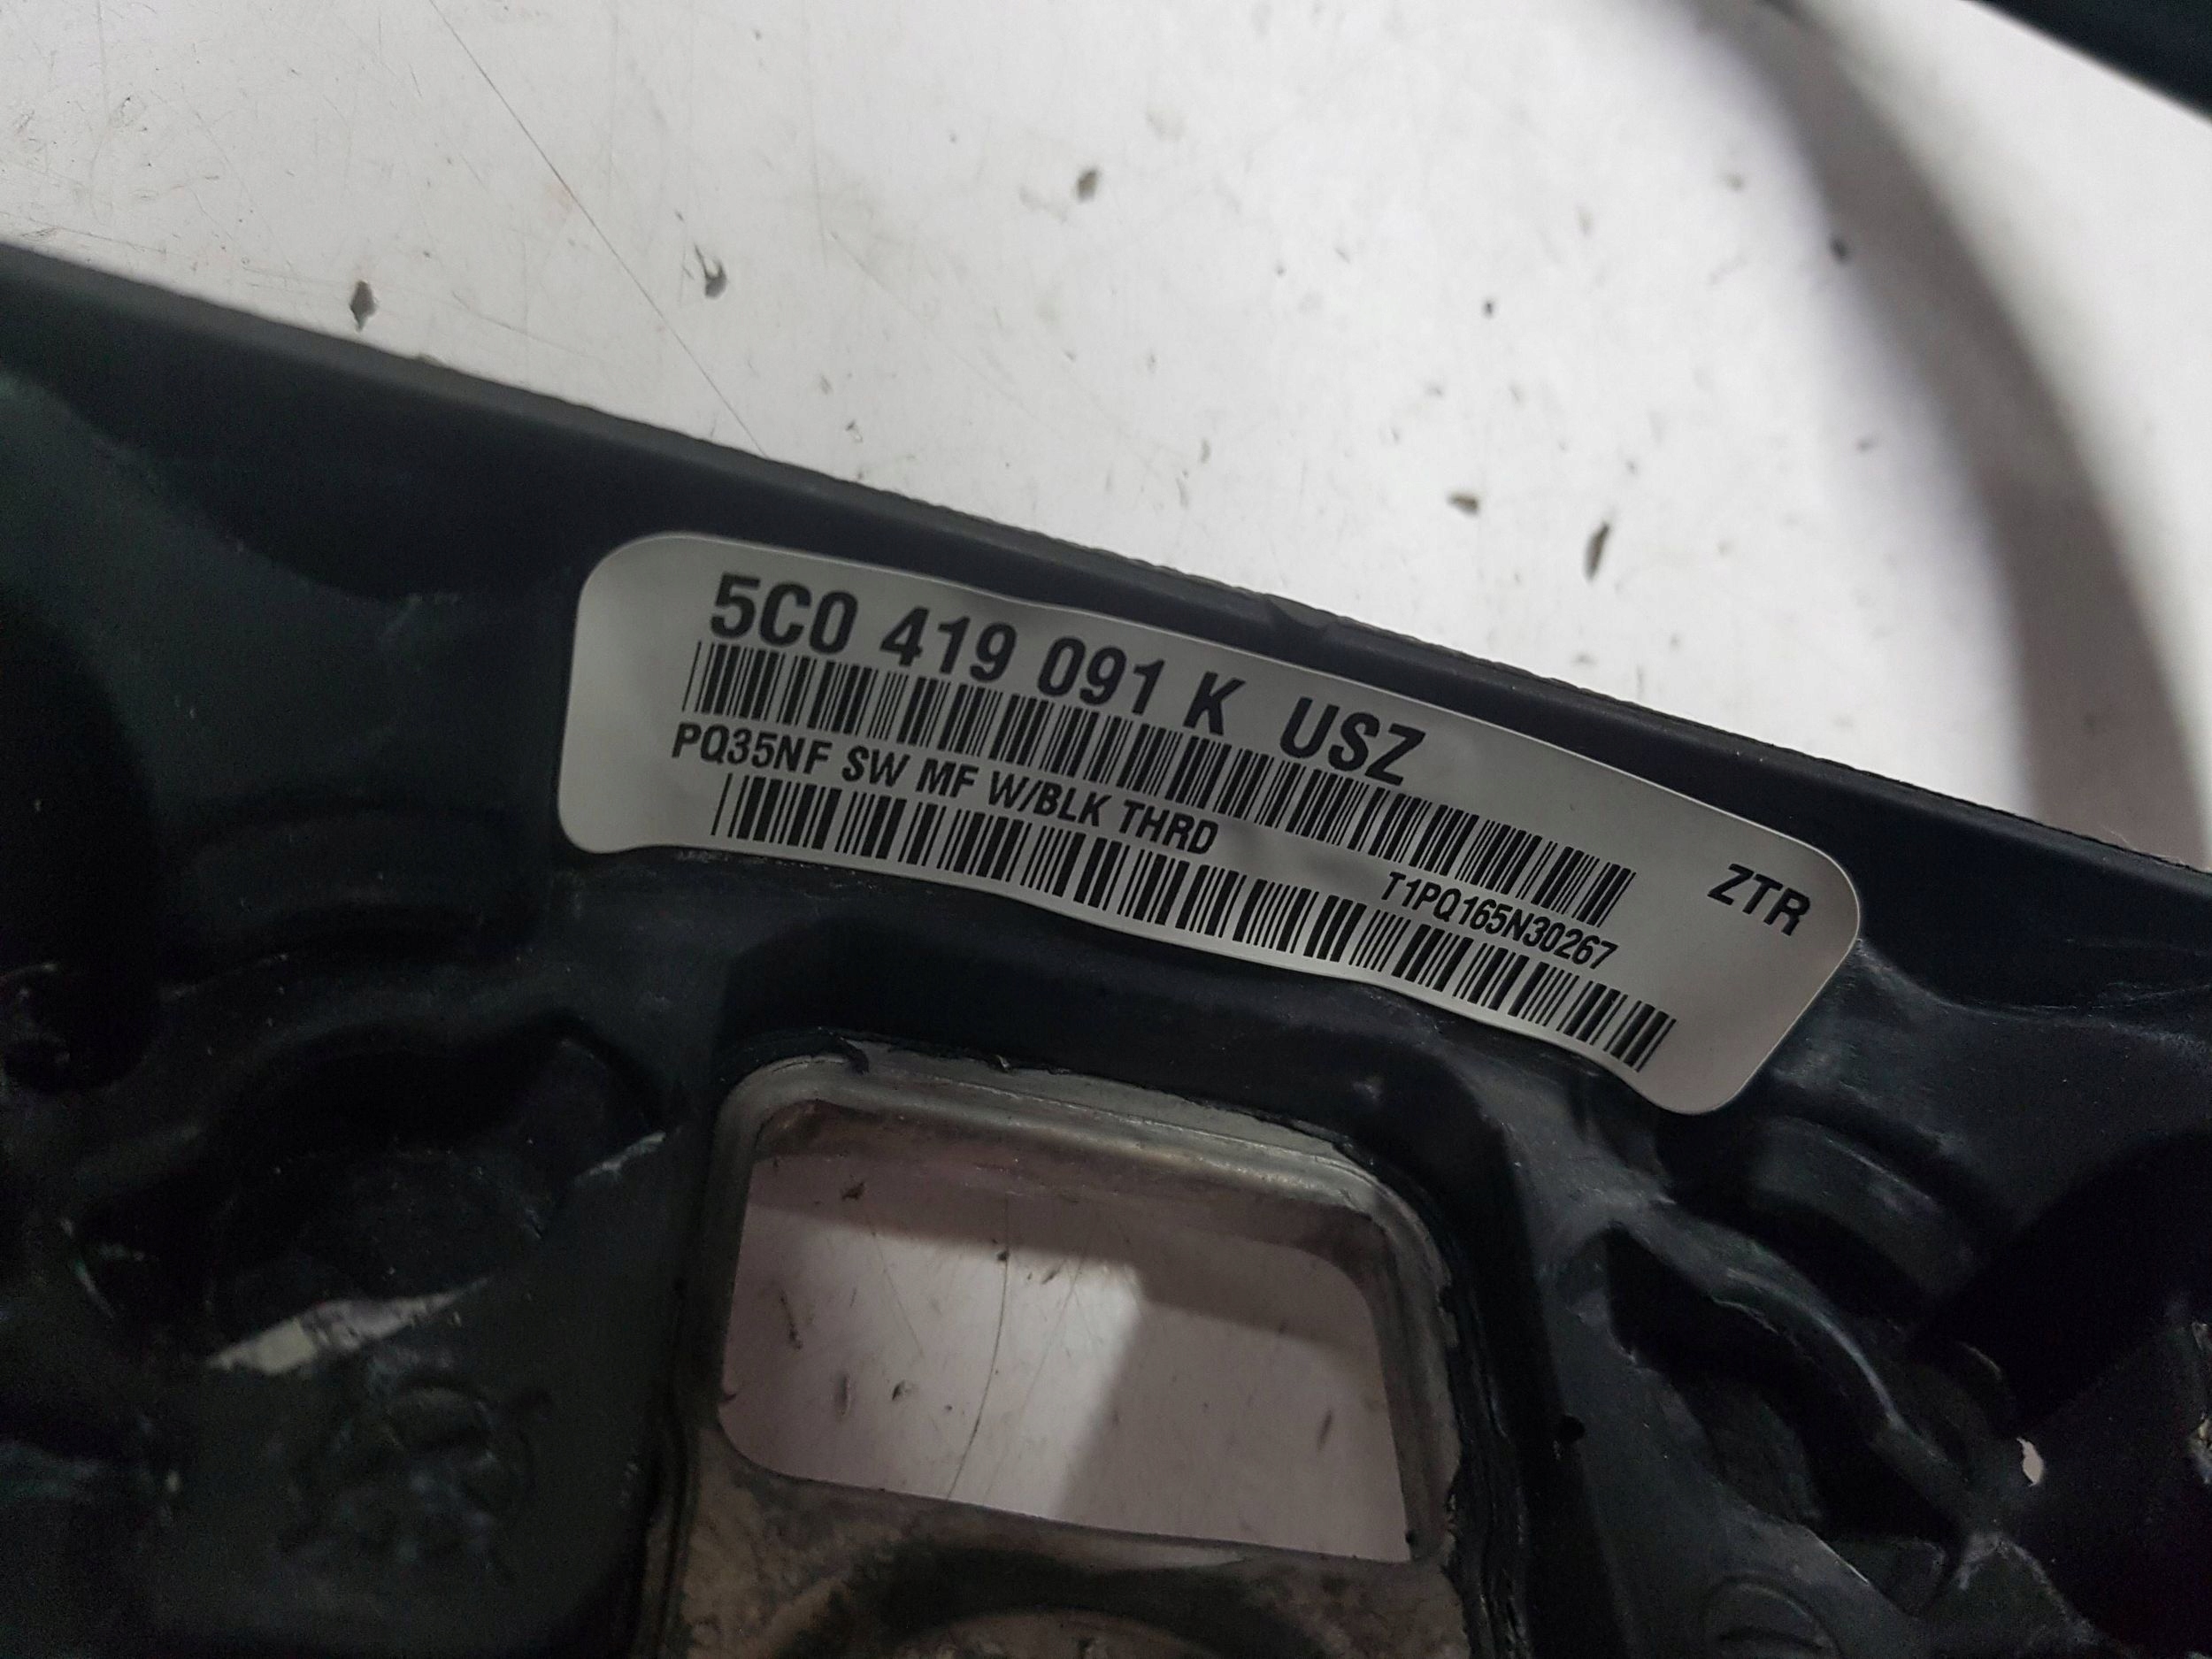 5C0 419 091 K USZ
PQ35NF SW MF W/BLK THRD
ZTR
T1PQ165N30267